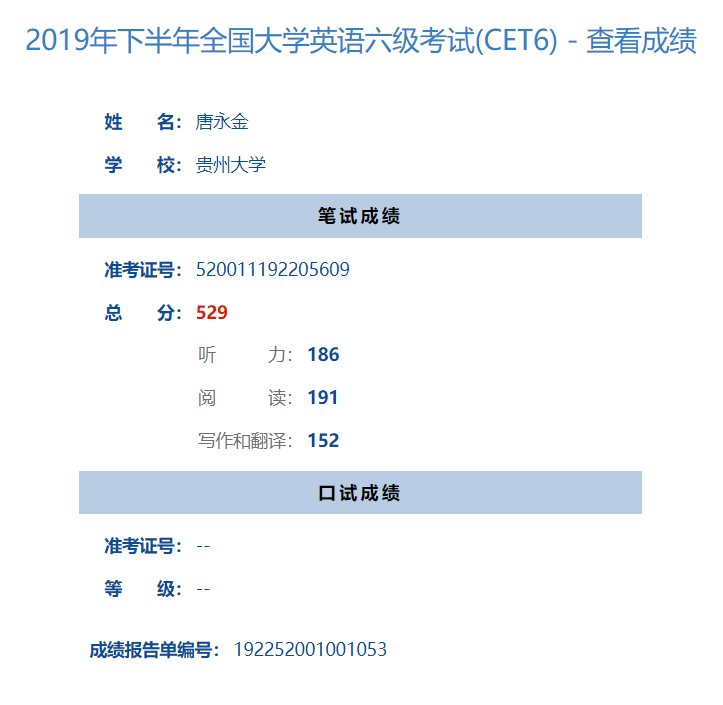 2019年下半年全国大学英语六级考试(CET6) - 查看成绩
姓 名： 唐永金
学 校： 贵州大学
笔试成绩
准考证号： 520011192205609
总 分： 529
听 力： 186
阅 读： 191
写作和翻译： 152
口试成绩
准考证号： --
等 级： --
成绩报告单编号： 192252001001053